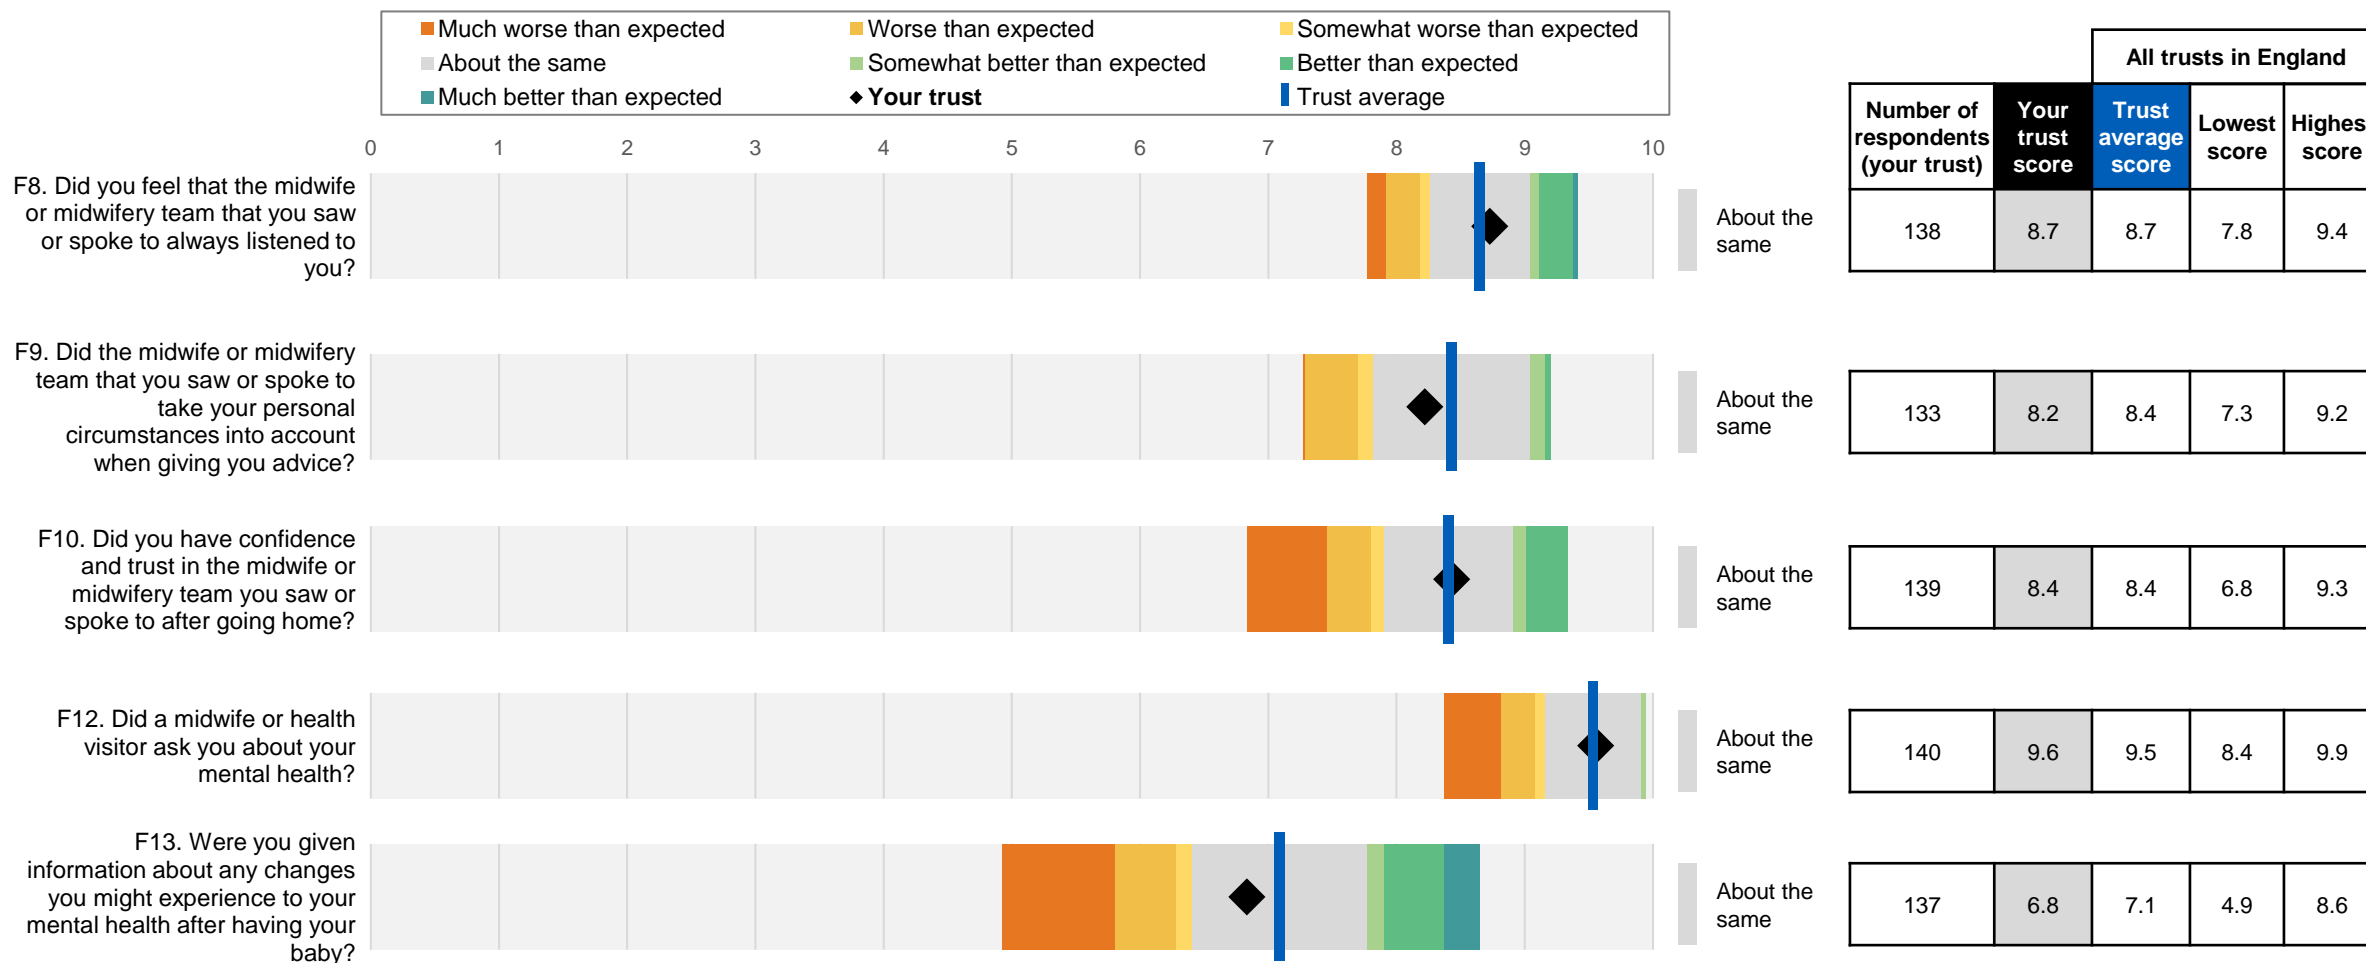 Much worse than expected
Worse than expected
Somewhat worse than expected
About the same
Somewhat better than expected
Better than expected
Much better than expected
Your trust
Trust average
All trusts in England
Number of
respondents
(your trust)
Your
trust
score
Trust
average
score
Lowest
score
Highes
score
0 1 2 3 4 5 6 7 8 9 10
F8. Did you feel that the midwife
or midwifery team that you saw
or spoke to always listened to
you?
About the
same
138 8.7 8.7 7.8 9.4
F9. Did the midwife or midwifery
team that you saw or spoke to
take your personal
circumstances into account
when giving you advice?
About the
same
133 8.2 8.4 7.3 9.2
F10. Did you have confidence
and trust in the midwife or
midwifery team you saw or
spoke to after going home?
About the
same
139 8.4 8.4 6.8 9.3
F12. Did a midwife or health
visitor ask you about your
mental health?
About the
same
140 9.6 9.5 8.4 9.9
F13. Were you given
information about any changes
you might experience to your
mental health after having your
baby?
About the
same
137 6.8 7.1 4.9 8.6